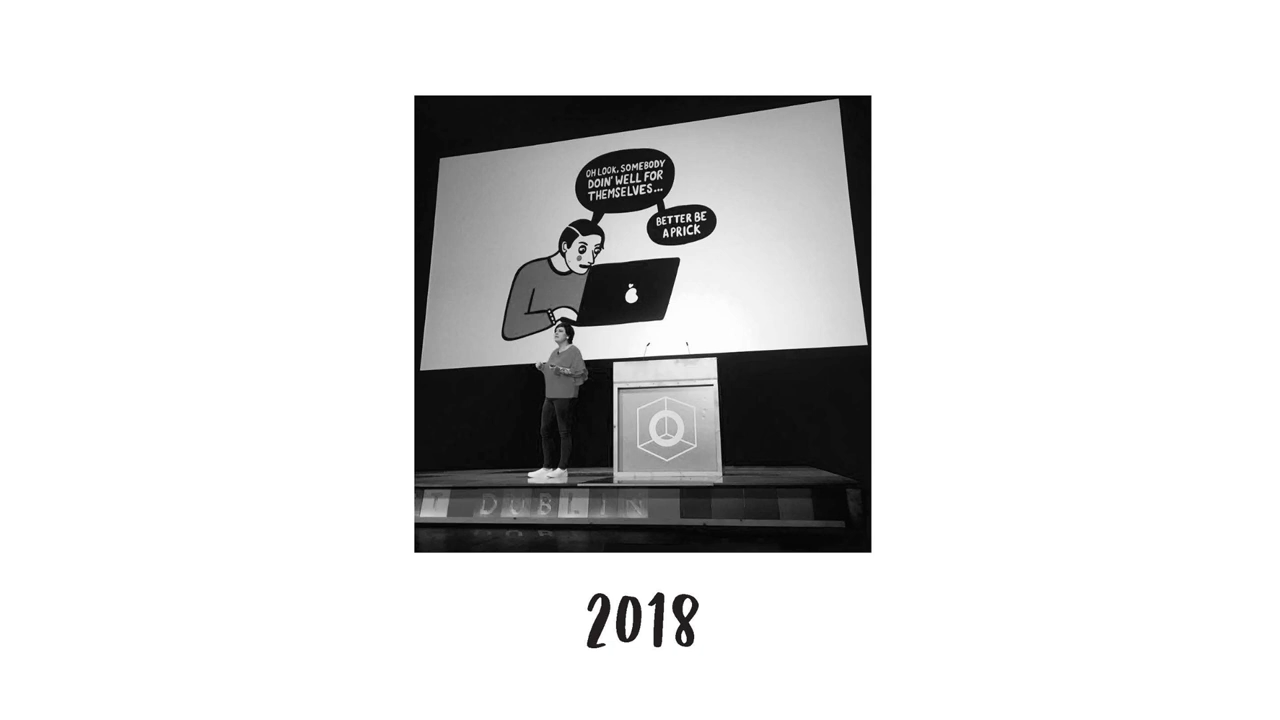 OH LOOK, SOMEBODY
DOIN' WELL FOR
THEMSELVES...
BETTER BE
A PRICK
T DUBLIN
2018